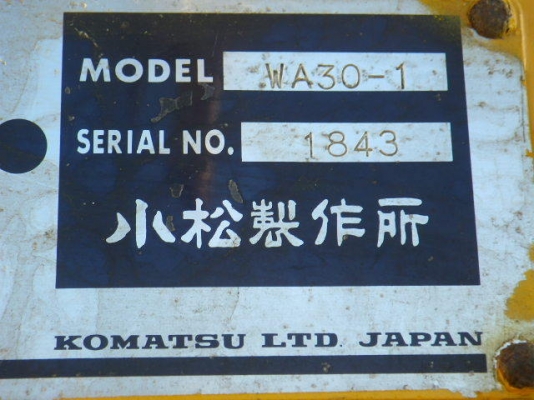 MODEL WA30-1
SERIAL NO. 1843
小松製作所
KOMATSU LTD. JAPAN